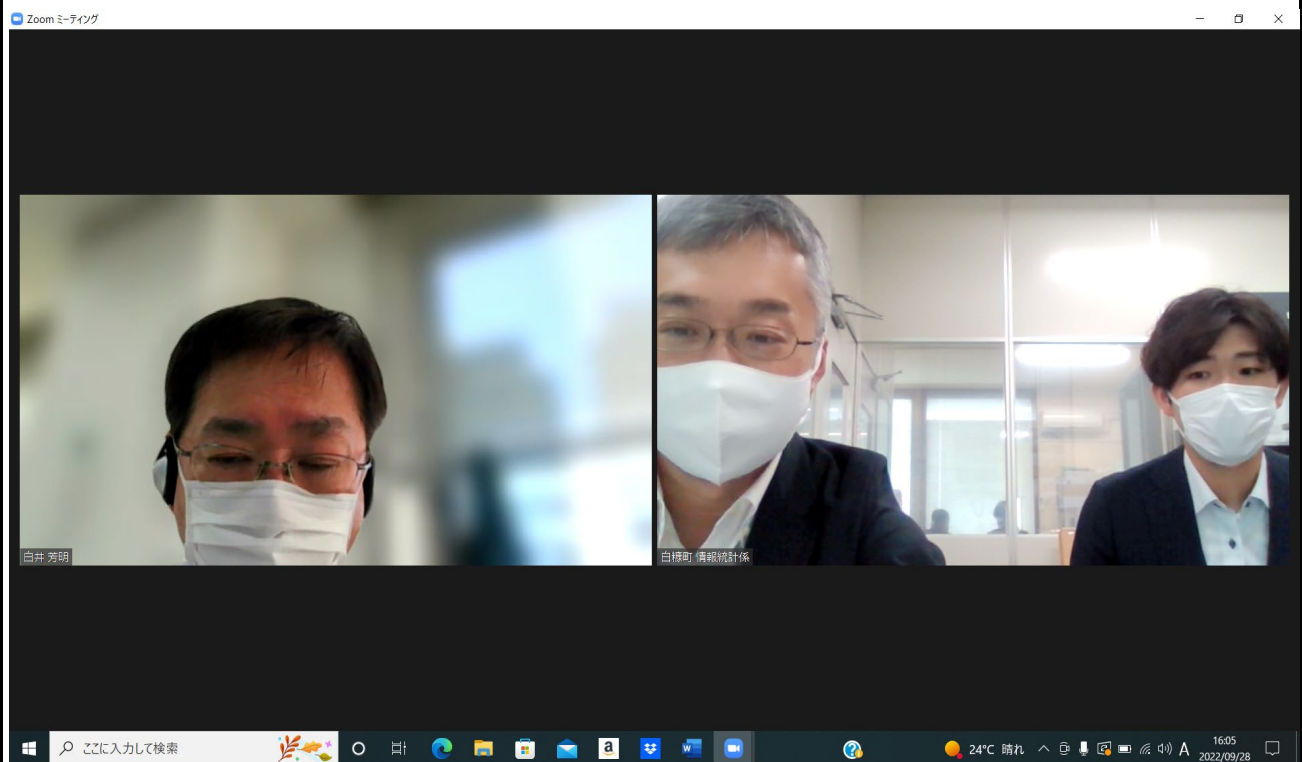 Zoom ミーティング
白井 芳明
白糠町 情報統計係
ここに入力して検索
a
W
24°C 晴れ
A
16:05
2022/09/28